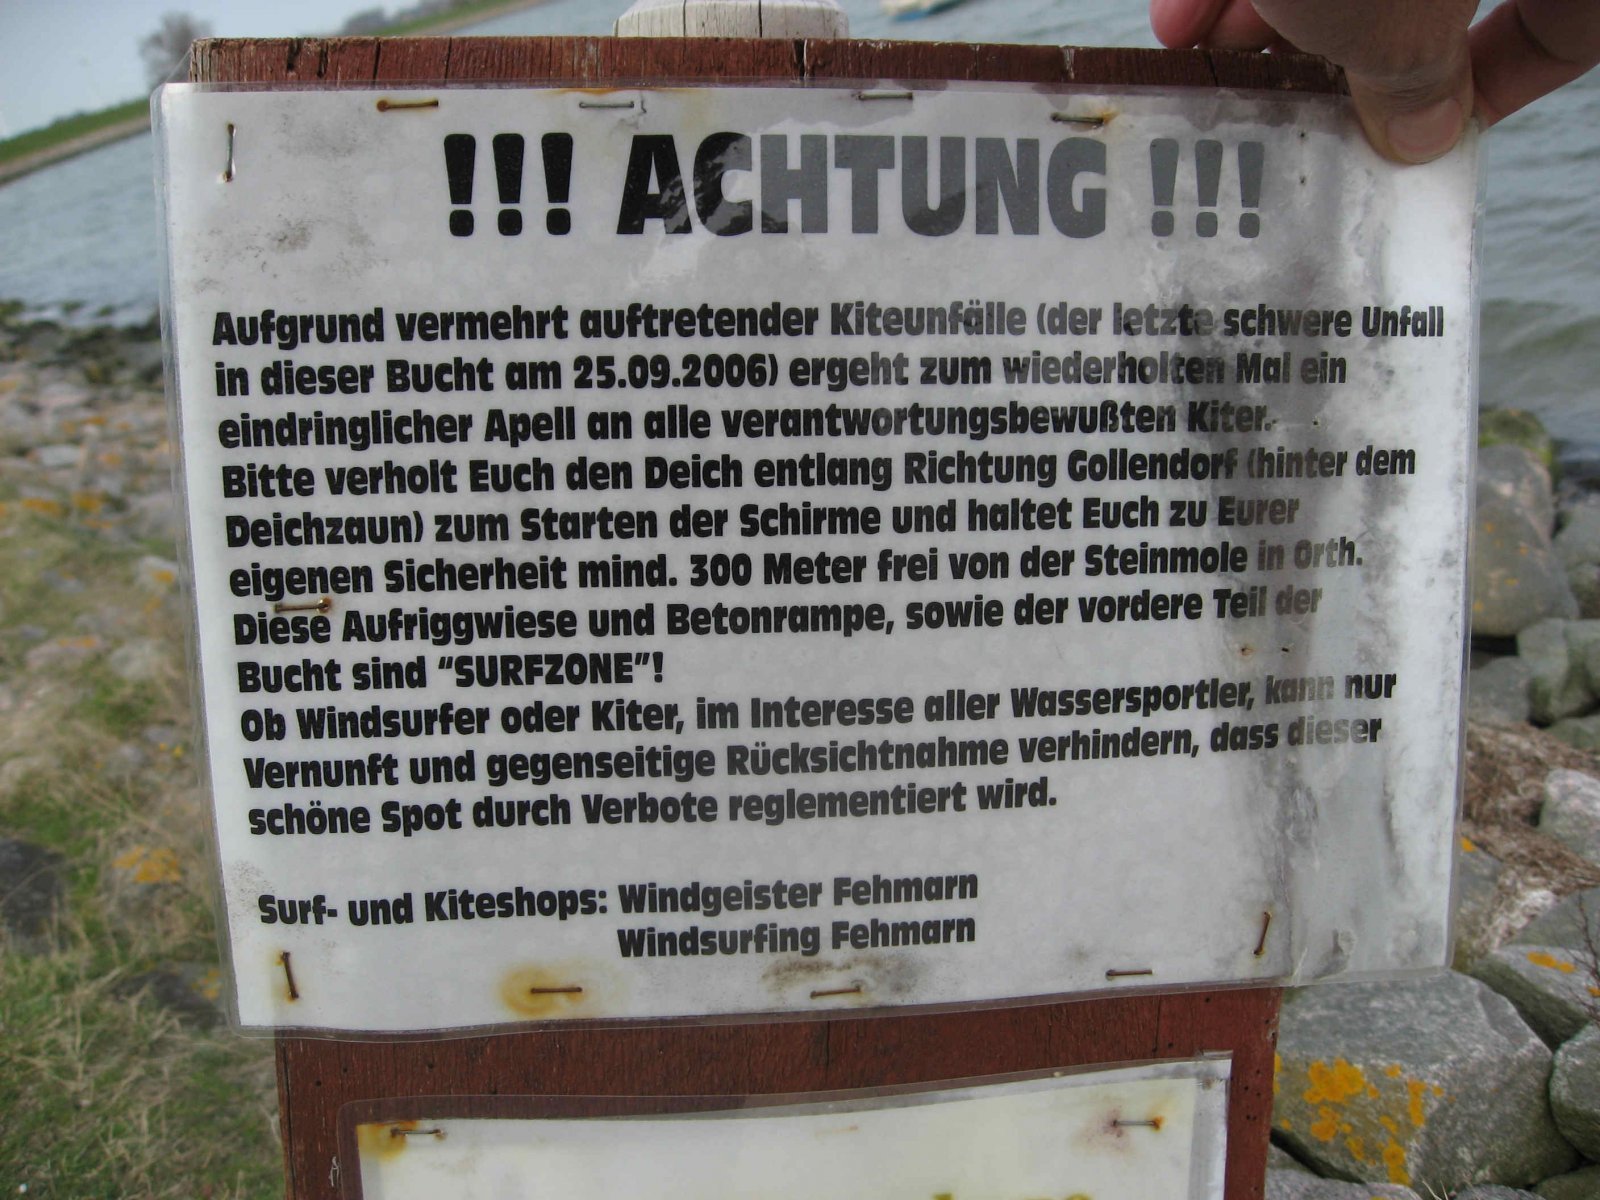 !!! ACHTUNG !!!
Aufgrund vermehrt auftretender Kiteunfälle (der letzte schwere Unfall
in dieser Bucht am 25.09.2006) ergeht zum wiederholten Mal ein
eindringlicher Apell an alle verantwortungsbewußten Kiter.
Bitte verholt Euch den Deich entlang Richtung Gollendorf (hinter dem
Deichzaun) zum Starten der Schirme und haltet Euch zu Eurer
eigenen Sicherheit mind. 300 Meter frei von der Steinmole in Orth.
Diese Aufriggwiese und Betonrampe, sowie der vordere Teil der
Bucht sind “SURFZONE”!
Ob Windsurfer oder Kiter, im Interesse aller Wassersportler, kann nur
Vernunft und gegenseitige Rücksichtnahme verhindern, dass dieser
schöne Spot durch Verbote reglementiert wird.
Surf- und Kiteshops: Windgeister Fehmarn
Windsurfing Fehmarn